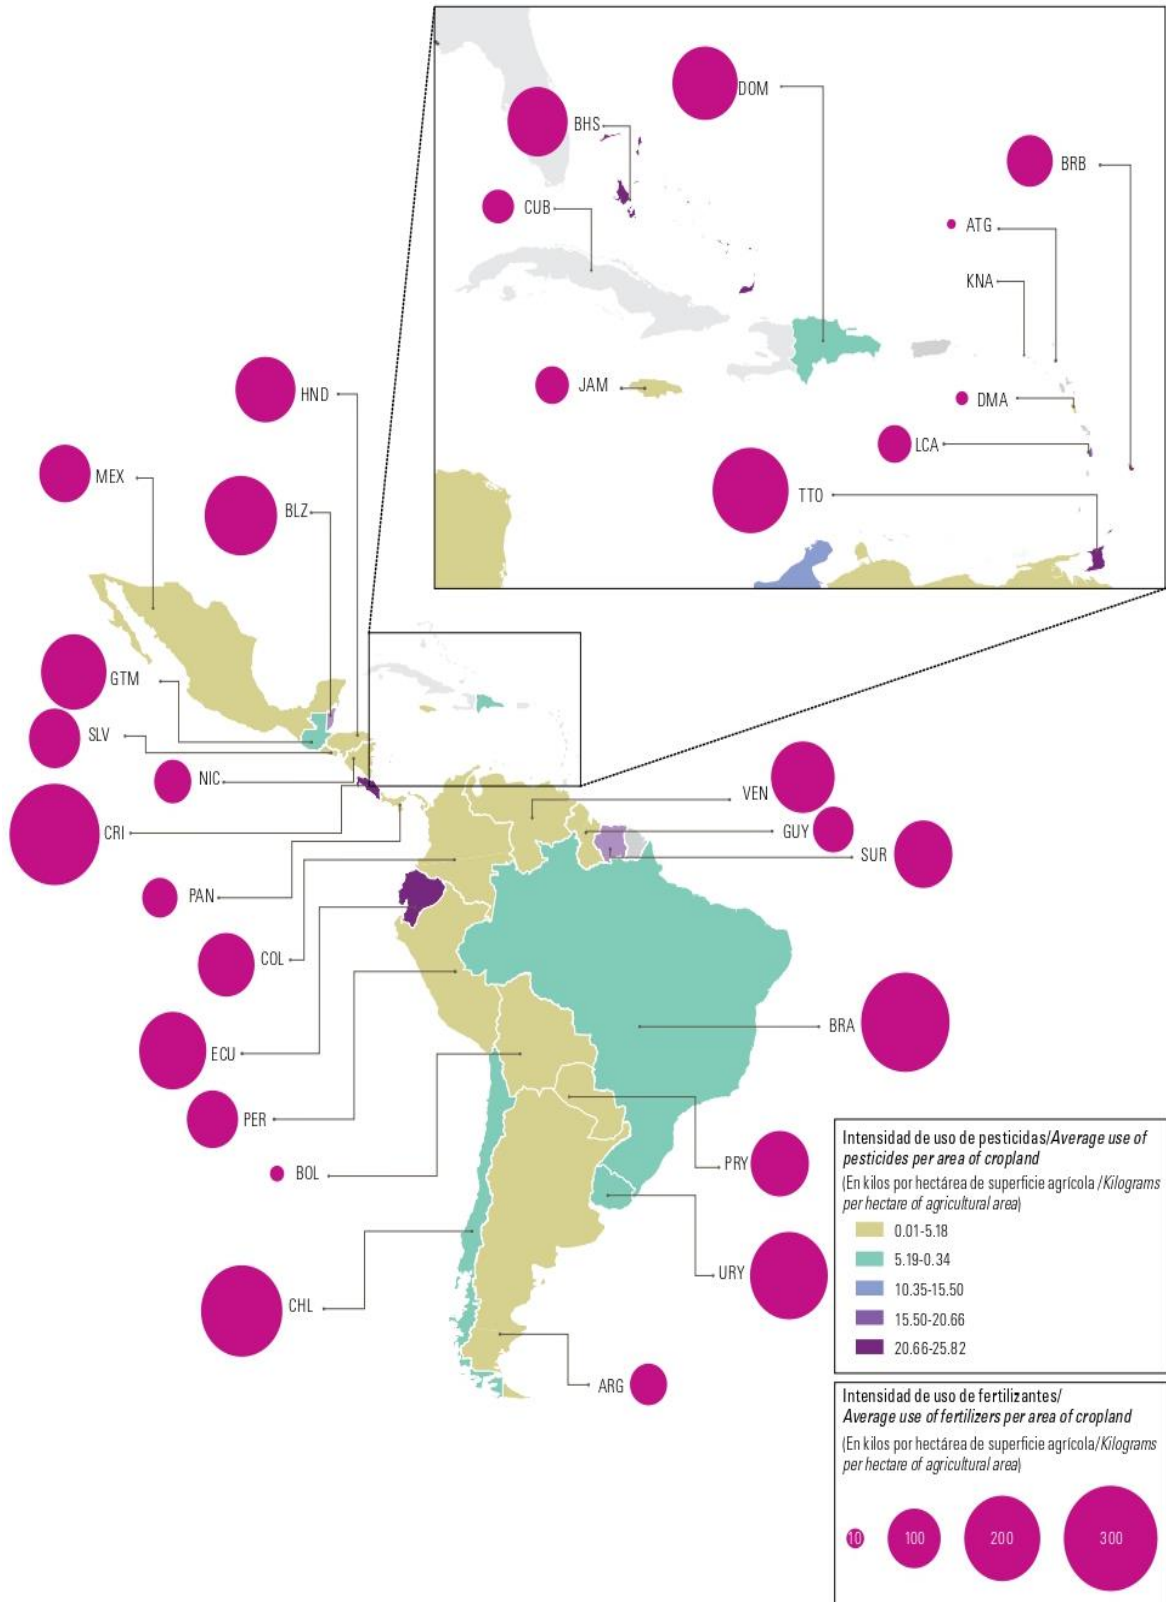 DOM
BHS
BRB
CUB
ATG
KNA
JAM
DMA
LCA
TTO
HND
MEX
BLZ
GTM
SLV
NIC
CRI
PAN
VEN
GUY
SUR
COL
ECU
BRA
PER
BOL
PRY
URY
CHL
ARG
Intensidad de uso de pesticidas/Average use of
pesticides per area of cropland
(En kilos por hectárea de superficie agrícola /Kilograms
per hectare of agricultural area)
0.01-5.18
5.19-0.34
10.35-15.50
15.50-20.66
20.66-25.82
Intensidad de uso de fertilizantes/
Average use of fertilizers per area of cropland
(En kilos por hectárea de superficie agrícola/Kilograms
per hectare of agricultural area)
10
100
200
300